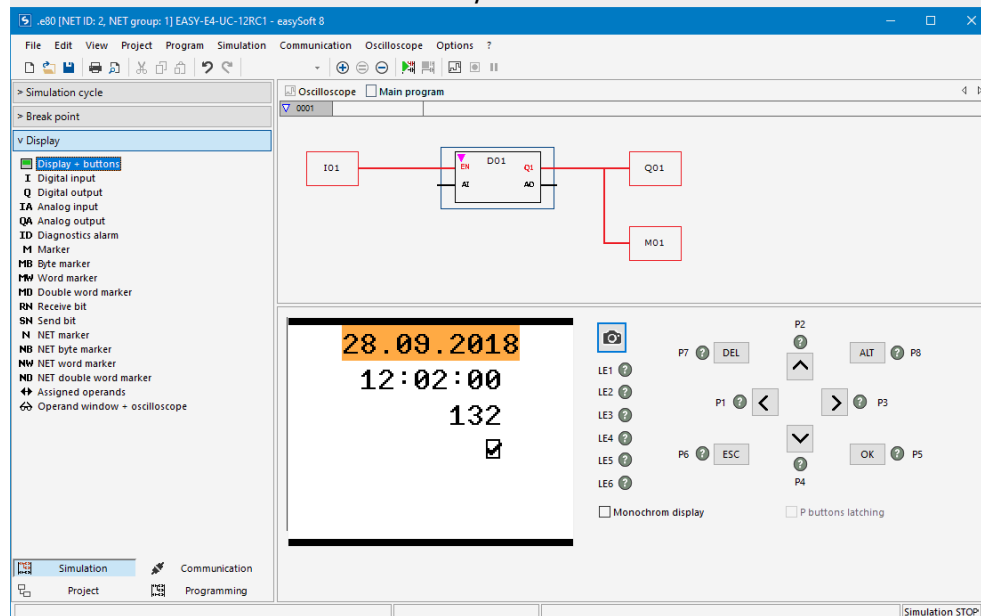 .e80 [NET ID: 2, NET group: 1] EASY-E4-UC-12RC1 - easySoft 8
File Edit View Project Program Simulation Communication Oscilloscope Options ?
> Simulation cycle
> Break point
v Display
Display + buttons
I Digital input
Q Digital output
IA Analog input
QA Analog output
ID Diagnostics alarm
M Marker
MB Byte marker
MW Word marker
MD Double word marker
RN Receive bit
SN Send bit
N NET marker
NB NET byte marker
NW NET word marker
ND NET double word marker
Assigned operands
Operand window + oscilloscope
Simulation Communication
Project Programming
Oscilloscope Main program
0001
I01
D01
EN Q1
AI AO
Q01
M01
28.09.2018
12:02:00
132
LE1
LE2
LE3
LE4
LE5
LE6
P2
P7 DEL ALT P8
P1 P3
P6 ESC OK P5
P4
Monochrom display P buttons latching
Simulation STOP